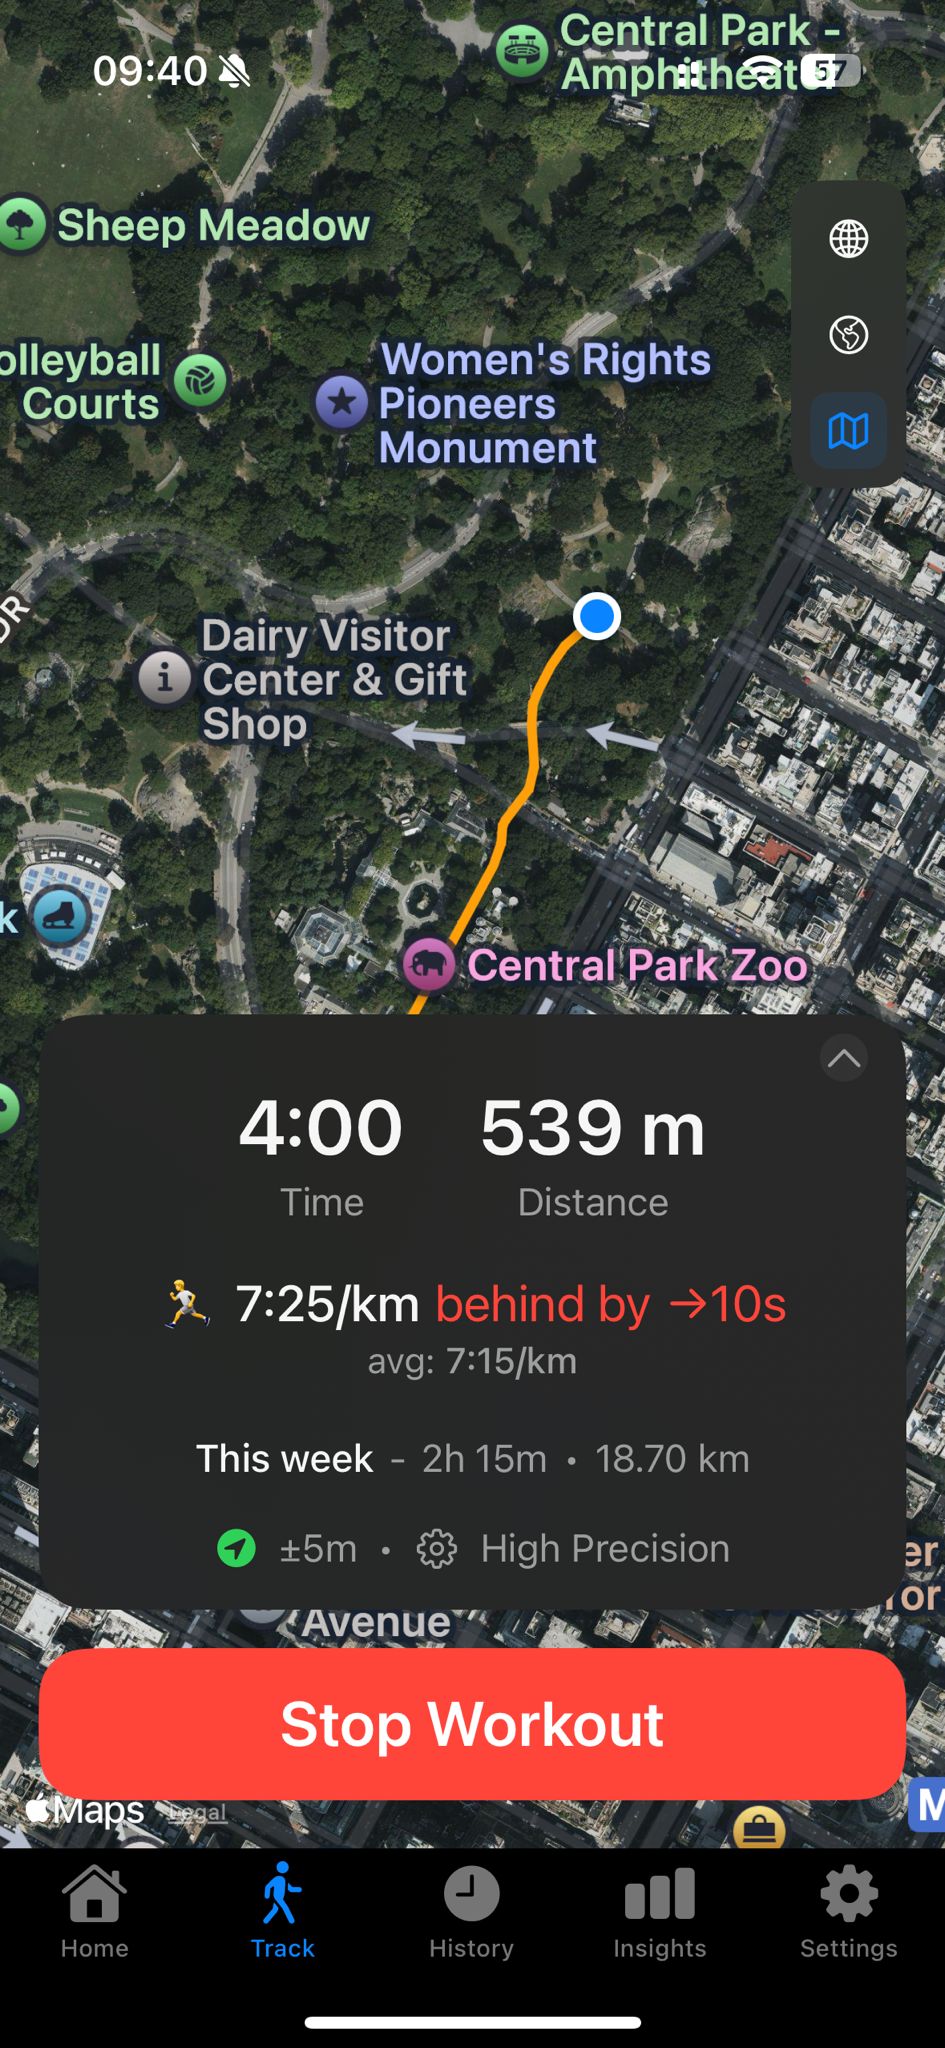 Central Park -
Amphitheater
09:40
57
Sheep Meadow
olleyball
Courts
Women's Rights
Pioneers
Monument
DR
Dairy Visitor
Center & Gift
Shop
k
Central Park Zoo
4:00 539 m
Time Distance
7:25/km behind by →10s
avg: 7:15/km
This week - 2h 15m • 18.70 km
±5m • High Precision
er
or
Avenue
Stop Workout
Maps Legal
M
Home Track History Insights Settings